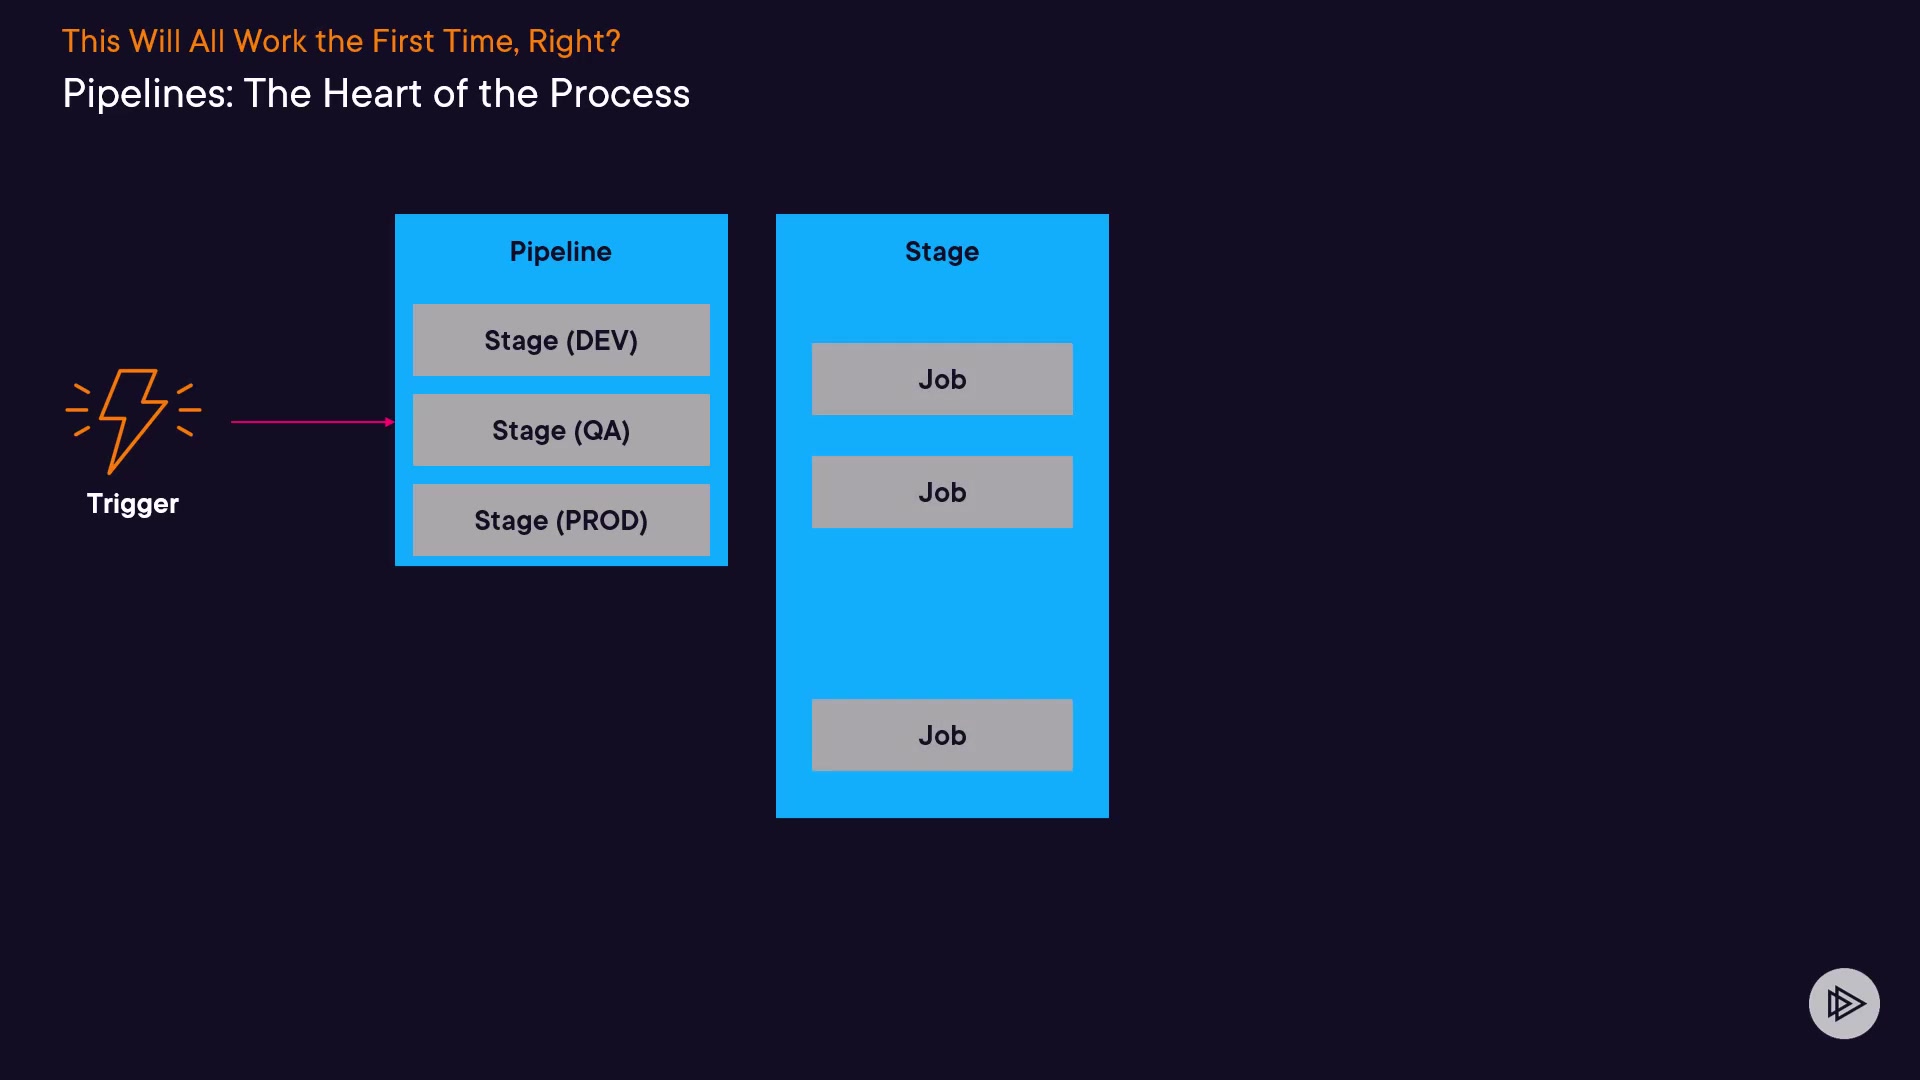 This Will All Work the First Time, Right?
Pipelines: The Heart of the Process
Trigger
Pipeline
Stage (DEV)
Stage (QA)
Stage (PROD)
Stage
Job
Job
Job